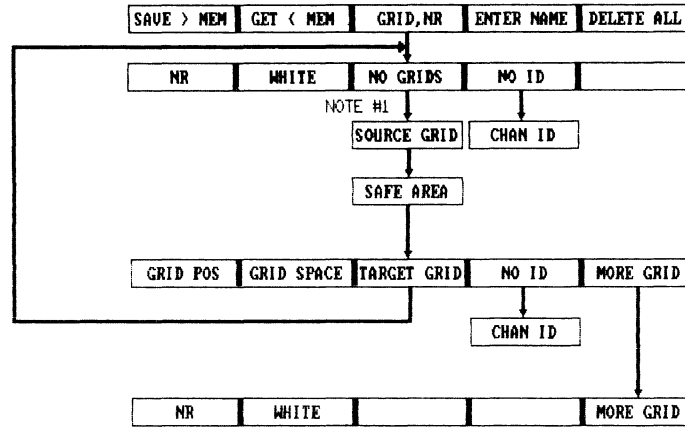 SAVE > MEM GET < MEM GRID,NR ENTER NAME DELETE ALL
NR WHITE NO GRIDS NO ID
NOTE #1
SOURCE GRID CHAN ID
SAFE AREA
GRID POS GRID SPACE TARGET GRID NO ID MORE GRID
CHAN ID
NR WHITE MORE GRID